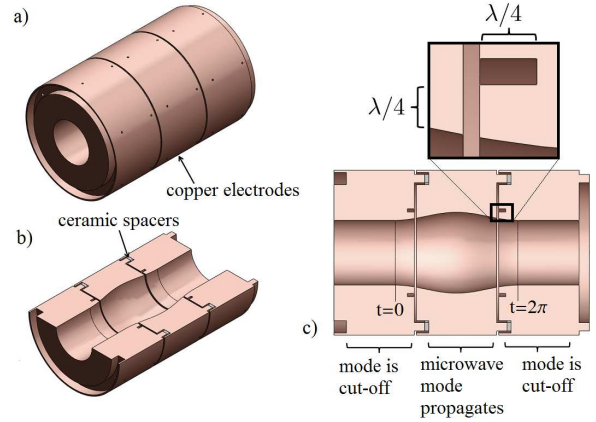 a)
copper electrodes
ceramic spacers
b)
λ/4
λ/4
t=0
t=2π
c)
mode is
cut-off
microwave
mode
propagates
mode is
cut-off